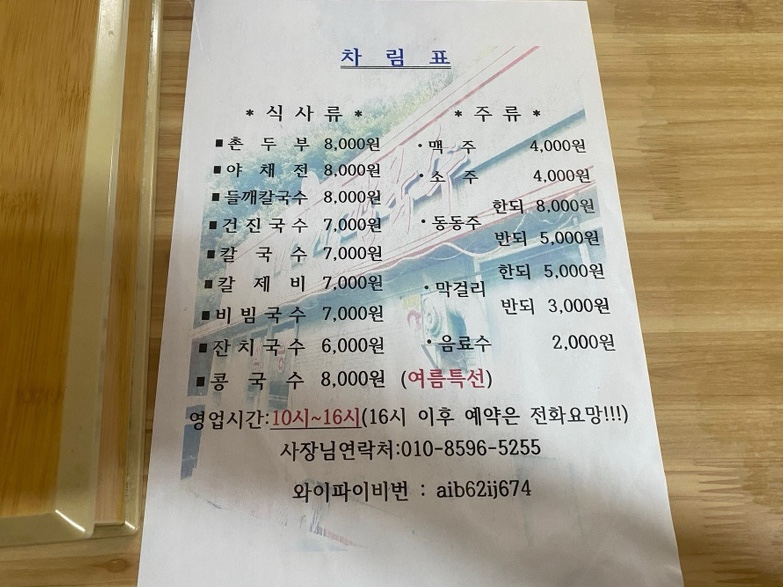 차 림 표
* 식 사 류 *
■촌 두 부 8,000원
■야 채 전 8,000원
■들깨칼국수 8,000원
■건 진 국 수 7,000원
■칼 국 수 7,000원
■칼 제 비 7,000원
■비 빔 국 수 7,000원
■잔 치 국 수 6,000원
■콩 국 수 8,000원 (여름특선)
* 주 류 *
·맥 주 4,000원
·소 주 4,000원
·동동주 한되 8,000원
반되 5,000원
·막걸리 한되 5,000원
반되 3,000원
·음료수 2,000원
영업시간:10시~16시(16시 이후 예약은 전화요망!!!)
사장님연락처:010-8596-5255
와이파이비번 : aib62ij674